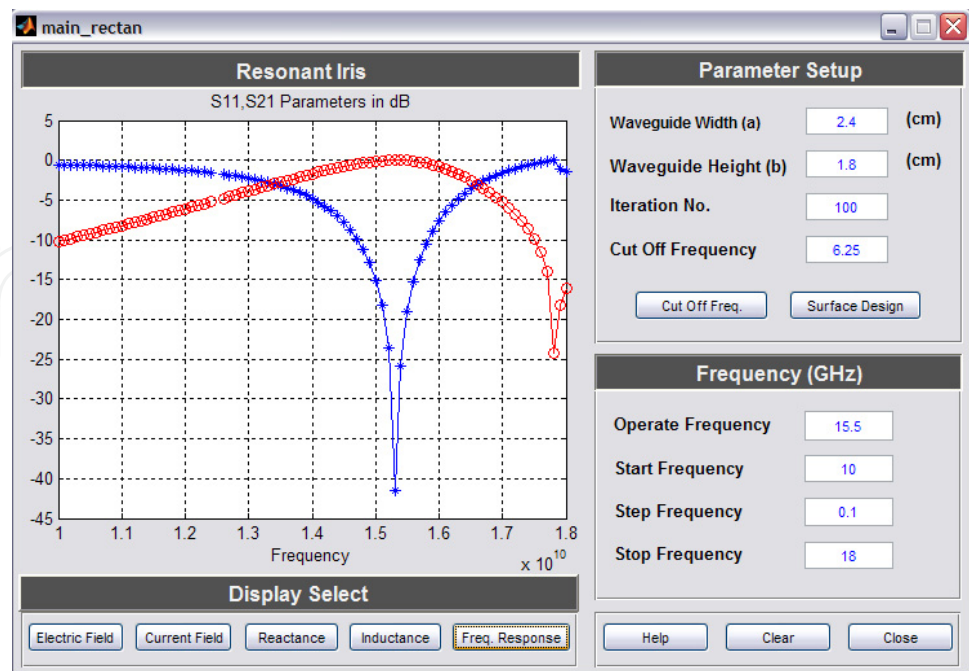 main_rectan
Resonant Iris
S11,S21 Parameters in dB
5
0
-5
-10
-15
-20
-25
-30
-35
-40
-45
1 1.1 1.2 1.3 1.4 1.5 1.6 1.7 1.8
Frequency
x 10^10
Display Select
Electric Field Current Field Reactance Inductance Freq. Response
Parameter Setup
Waveguide Width (a) 2.4 (cm)
Waveguide Height (b) 1.8 (cm)
Iteration No. 100
Cut Off Frequency 6.25
Cut Off Freq. Surface Design
Frequency (GHz)
Operate Frequency 15.5
Start Frequency 10
Step Frequency 0.1
Stop Frequency 18
Help Clear Close